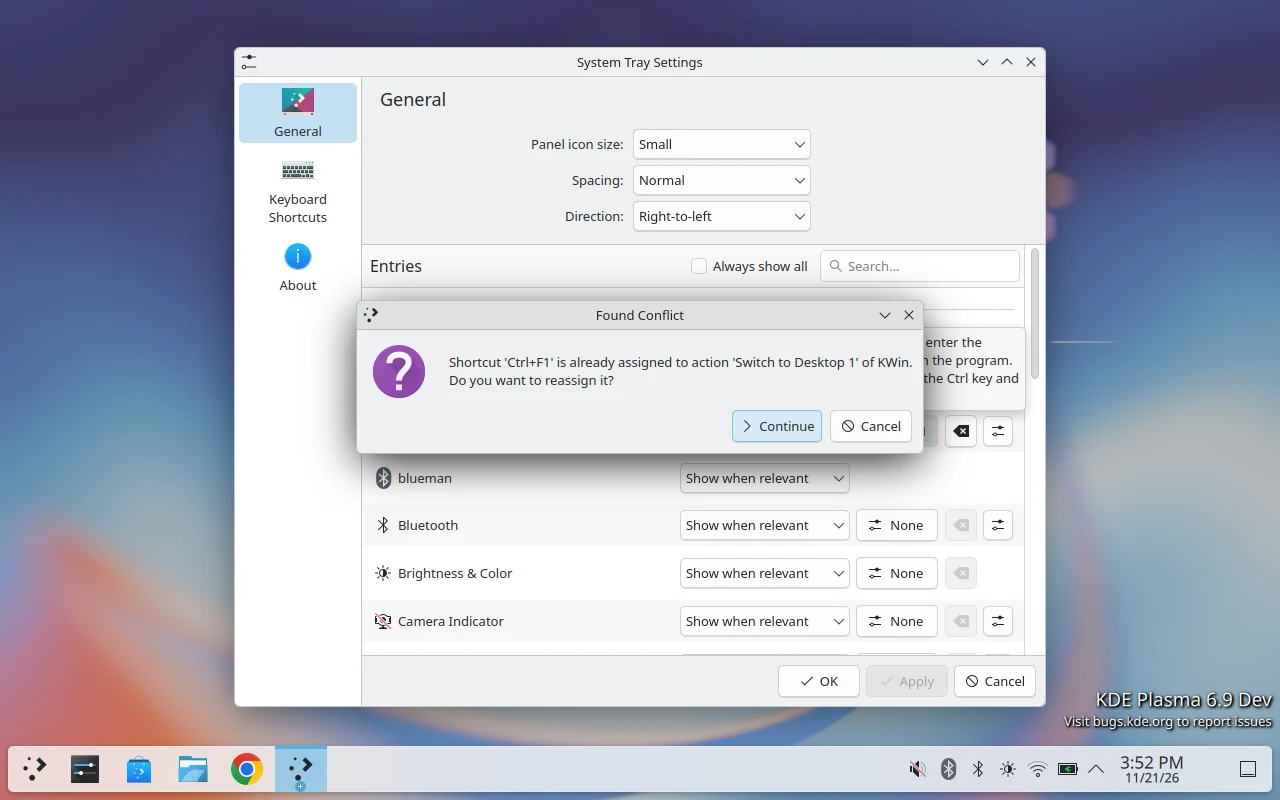 System Tray Settings
General
Keyboard
Shortcuts
About
General
Panel icon size:
Small
Spacing:
Normal
Direction:
Right-to-left
Entries
Always show all
Search...
enter the
the program.
the Ctrl key and
Found Conflict
Shortcut 'Ctrl+F1' is already assigned to action 'Switch to Desktop 1' of KWin.
Do you want to reassign it?
Continue
Cancel
blueman
Show when relevant
Bluetooth
Show when relevant
None
Brightness & Color
Show when relevant
None
Camera Indicator
Show when relevant
None
OK
Apply
Cancel
KDE Plasma 6.9 Dev
Visit bugs.kde.org to report issues
3:52 PM
11/21/26